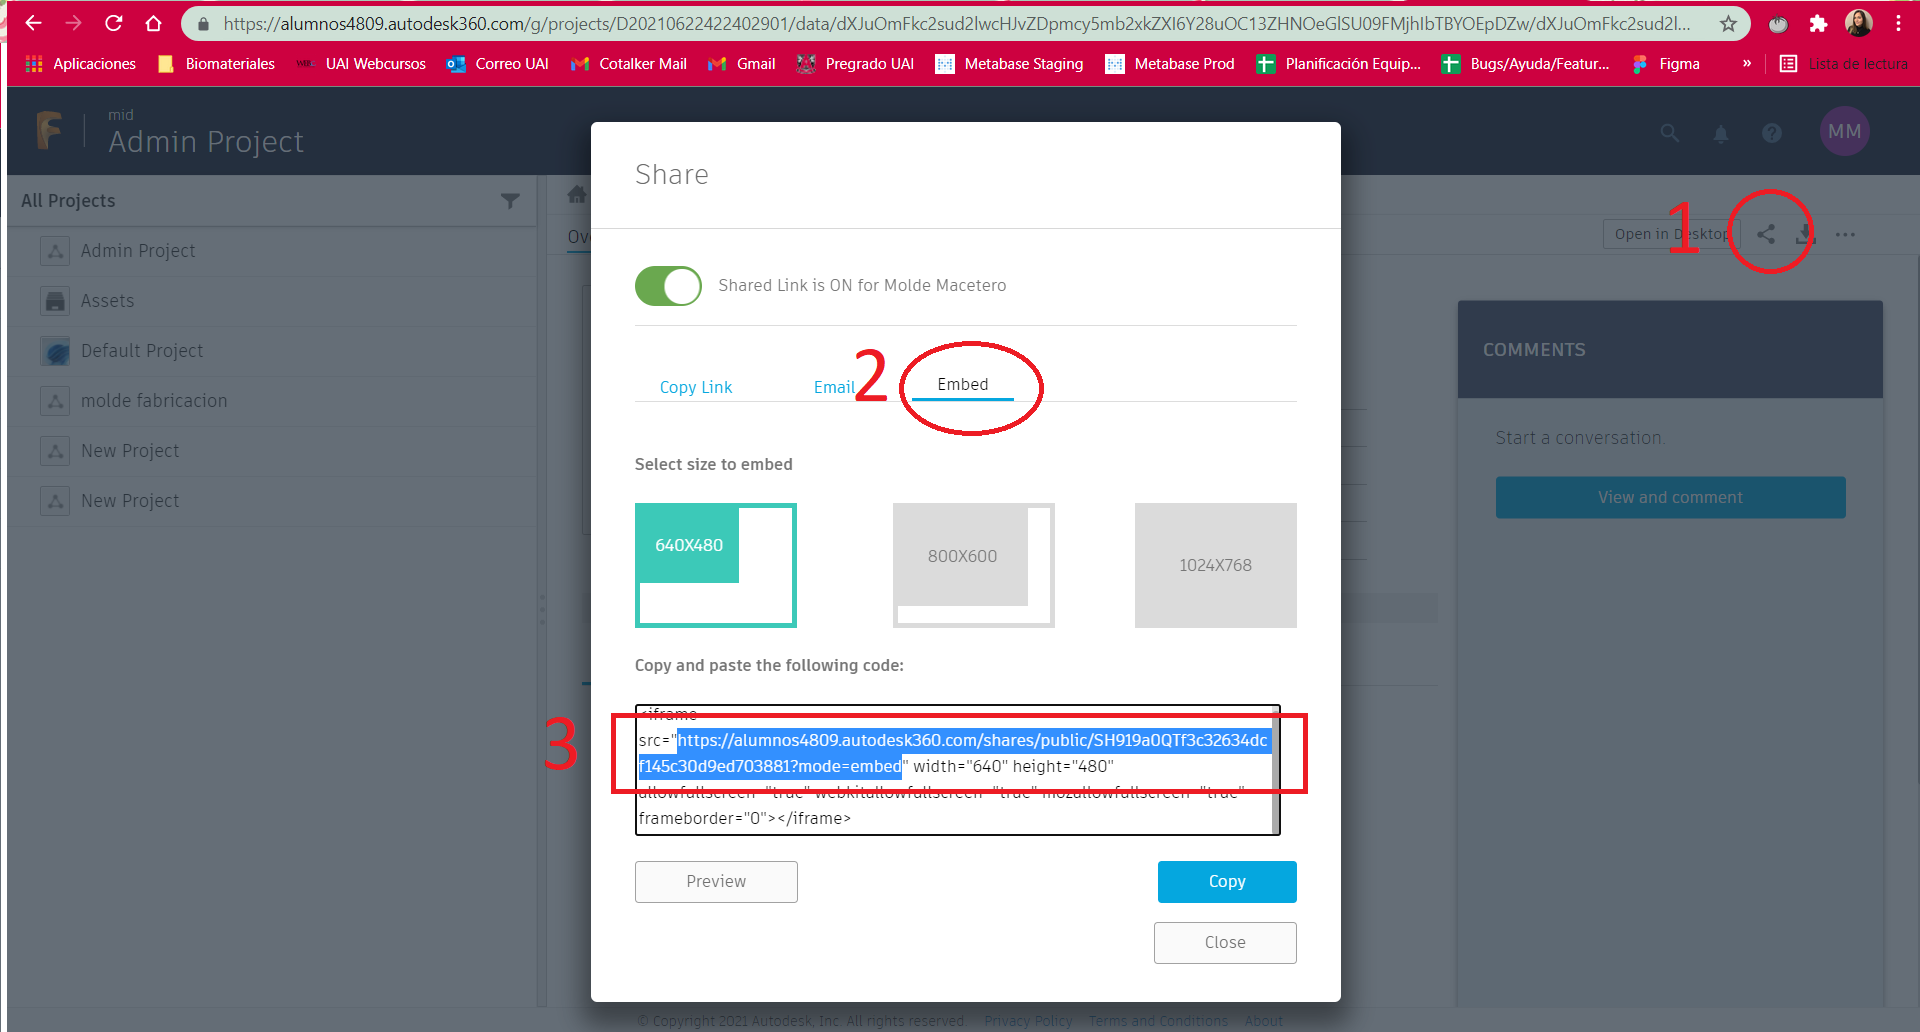 https://alumnos4809.autodesk360.com/g/projects/D20210622422402901/data/dXJuOmFkc2sud2lwcHJvZDpmcy5mb2xkZXI6Y28uOC13ZHNOeGlSU09FMjhIbTBYOEpDZw/dXJuOmFkc2sud2l...
Aplicaciones Biomateriales UAI Webcursos Correo UAI Cotalker Mail Gmail Pregrado UAI Metabase Staging Metabase Prod Planificación Equip... Bugs/Ayuda/Featur... Figma » Lista de lectura
mid
Admin Project
MM
All Projects
Admin Project
Assets
Default Project
molde fabricacion
New Project
New Project
Open in Desktop
1
Share
Shared Link is ON for Molde Macetero
Copy Link Email 2 Embed
Select size to embed
640X480 800X600 1024X768
Copy and paste the following code:
3
<iframe
src="https://alumnos4809.autodesk360.com/shares/public/SH919a0QTf3c32634dc
f145c30d9ed703881?mode=embed" width="640" height="480"
allowfullscreen="true" webkitallowfullscreen="true" mozallowfullscreen="true"
frameborder="0"></iframe>
Preview Copy
Close
COMMENTS
Start a conversation.
View and comment
© Copyright 2021 Autodesk, Inc. All rights reserved. Privacy Policy Terms and Conditions About